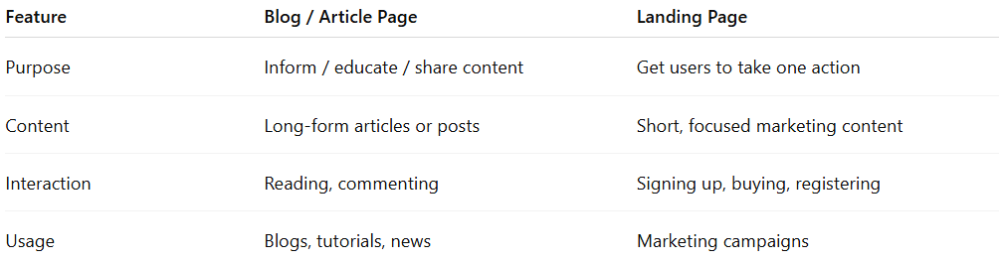 Feature Blog / Article Page Landing Page
Purpose Inform / educate / share content Get users to take one action
Content Long-form articles or posts Short, focused marketing content
Interaction Reading, commenting Signing up, buying, registering
Usage Blogs, tutorials, news Marketing campaigns